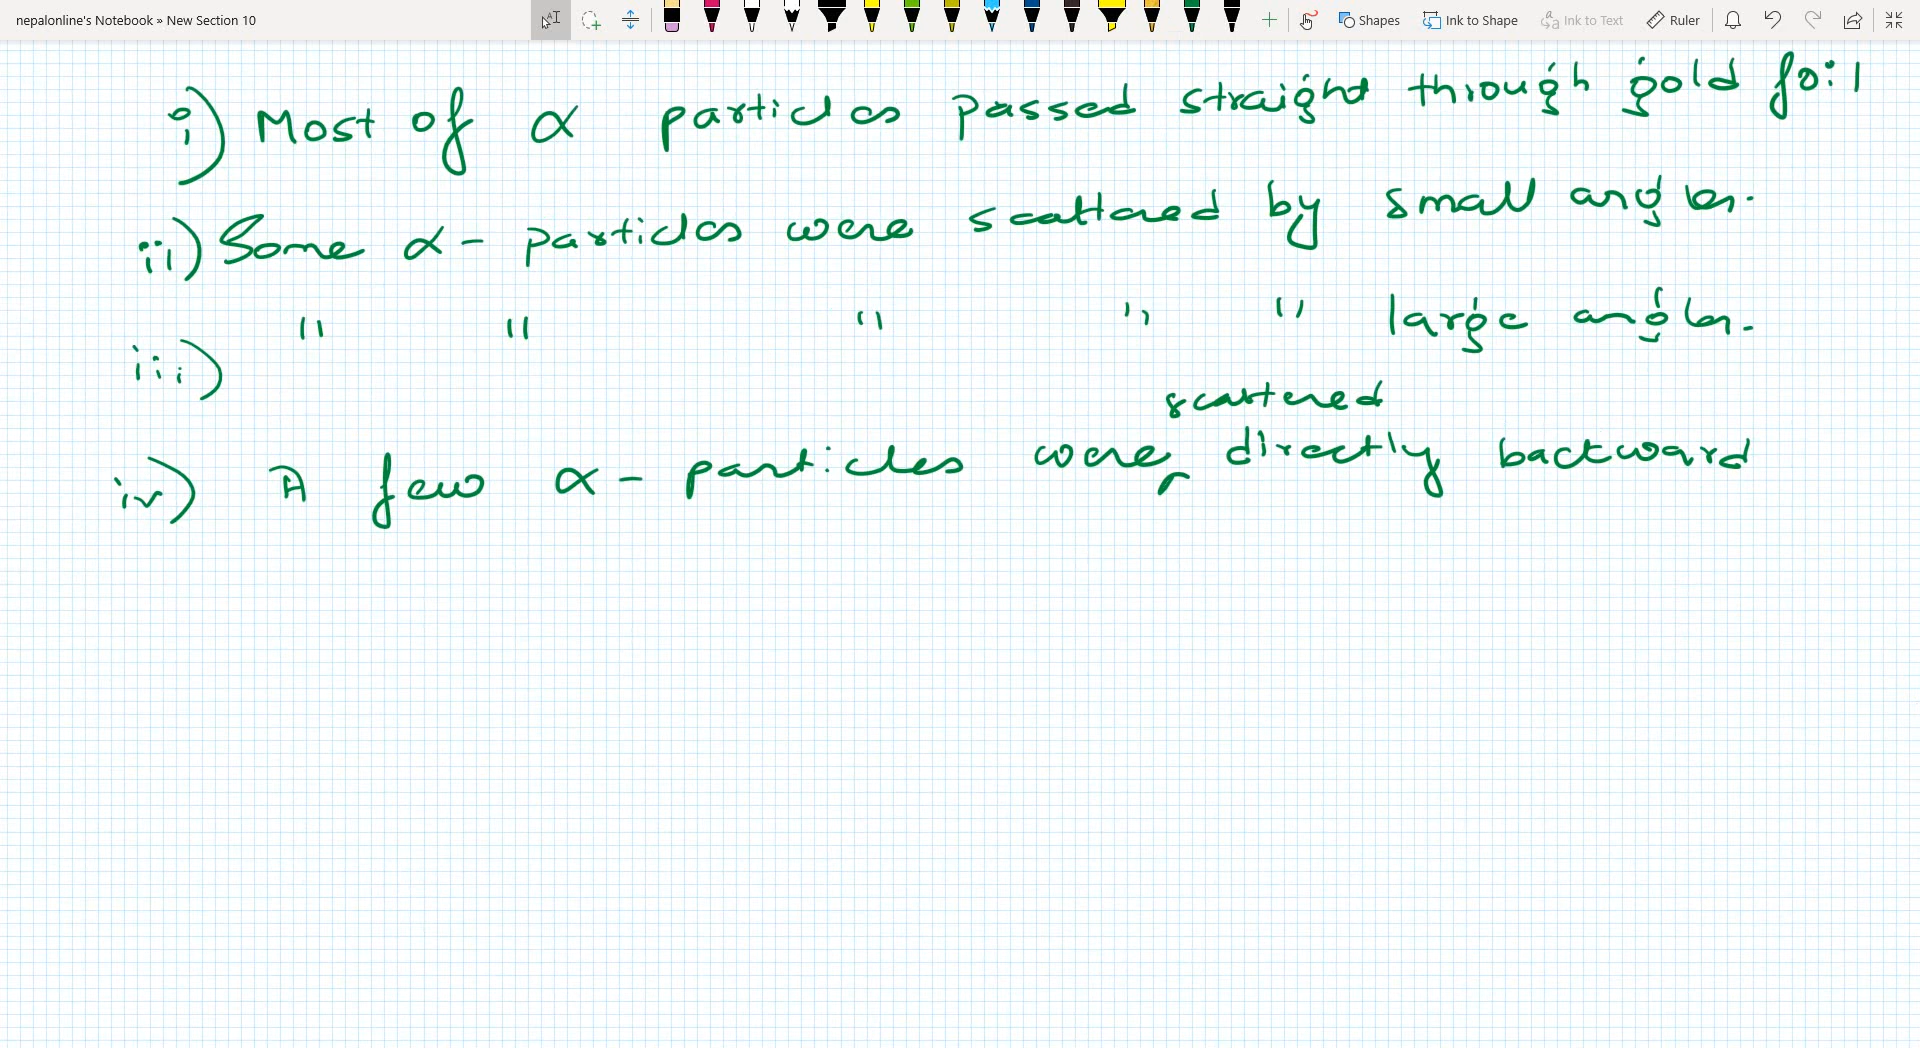 nepalonline's Notebook » New Section 10 Shapes Ink to Shape Ink to Text Ruler
i) Most of α particles passed straight through gold foil
ii) Some α - particles were scattered by small angles.
iii) " " " " " large angles.
scattered
iv) A few α - particles were directly backward